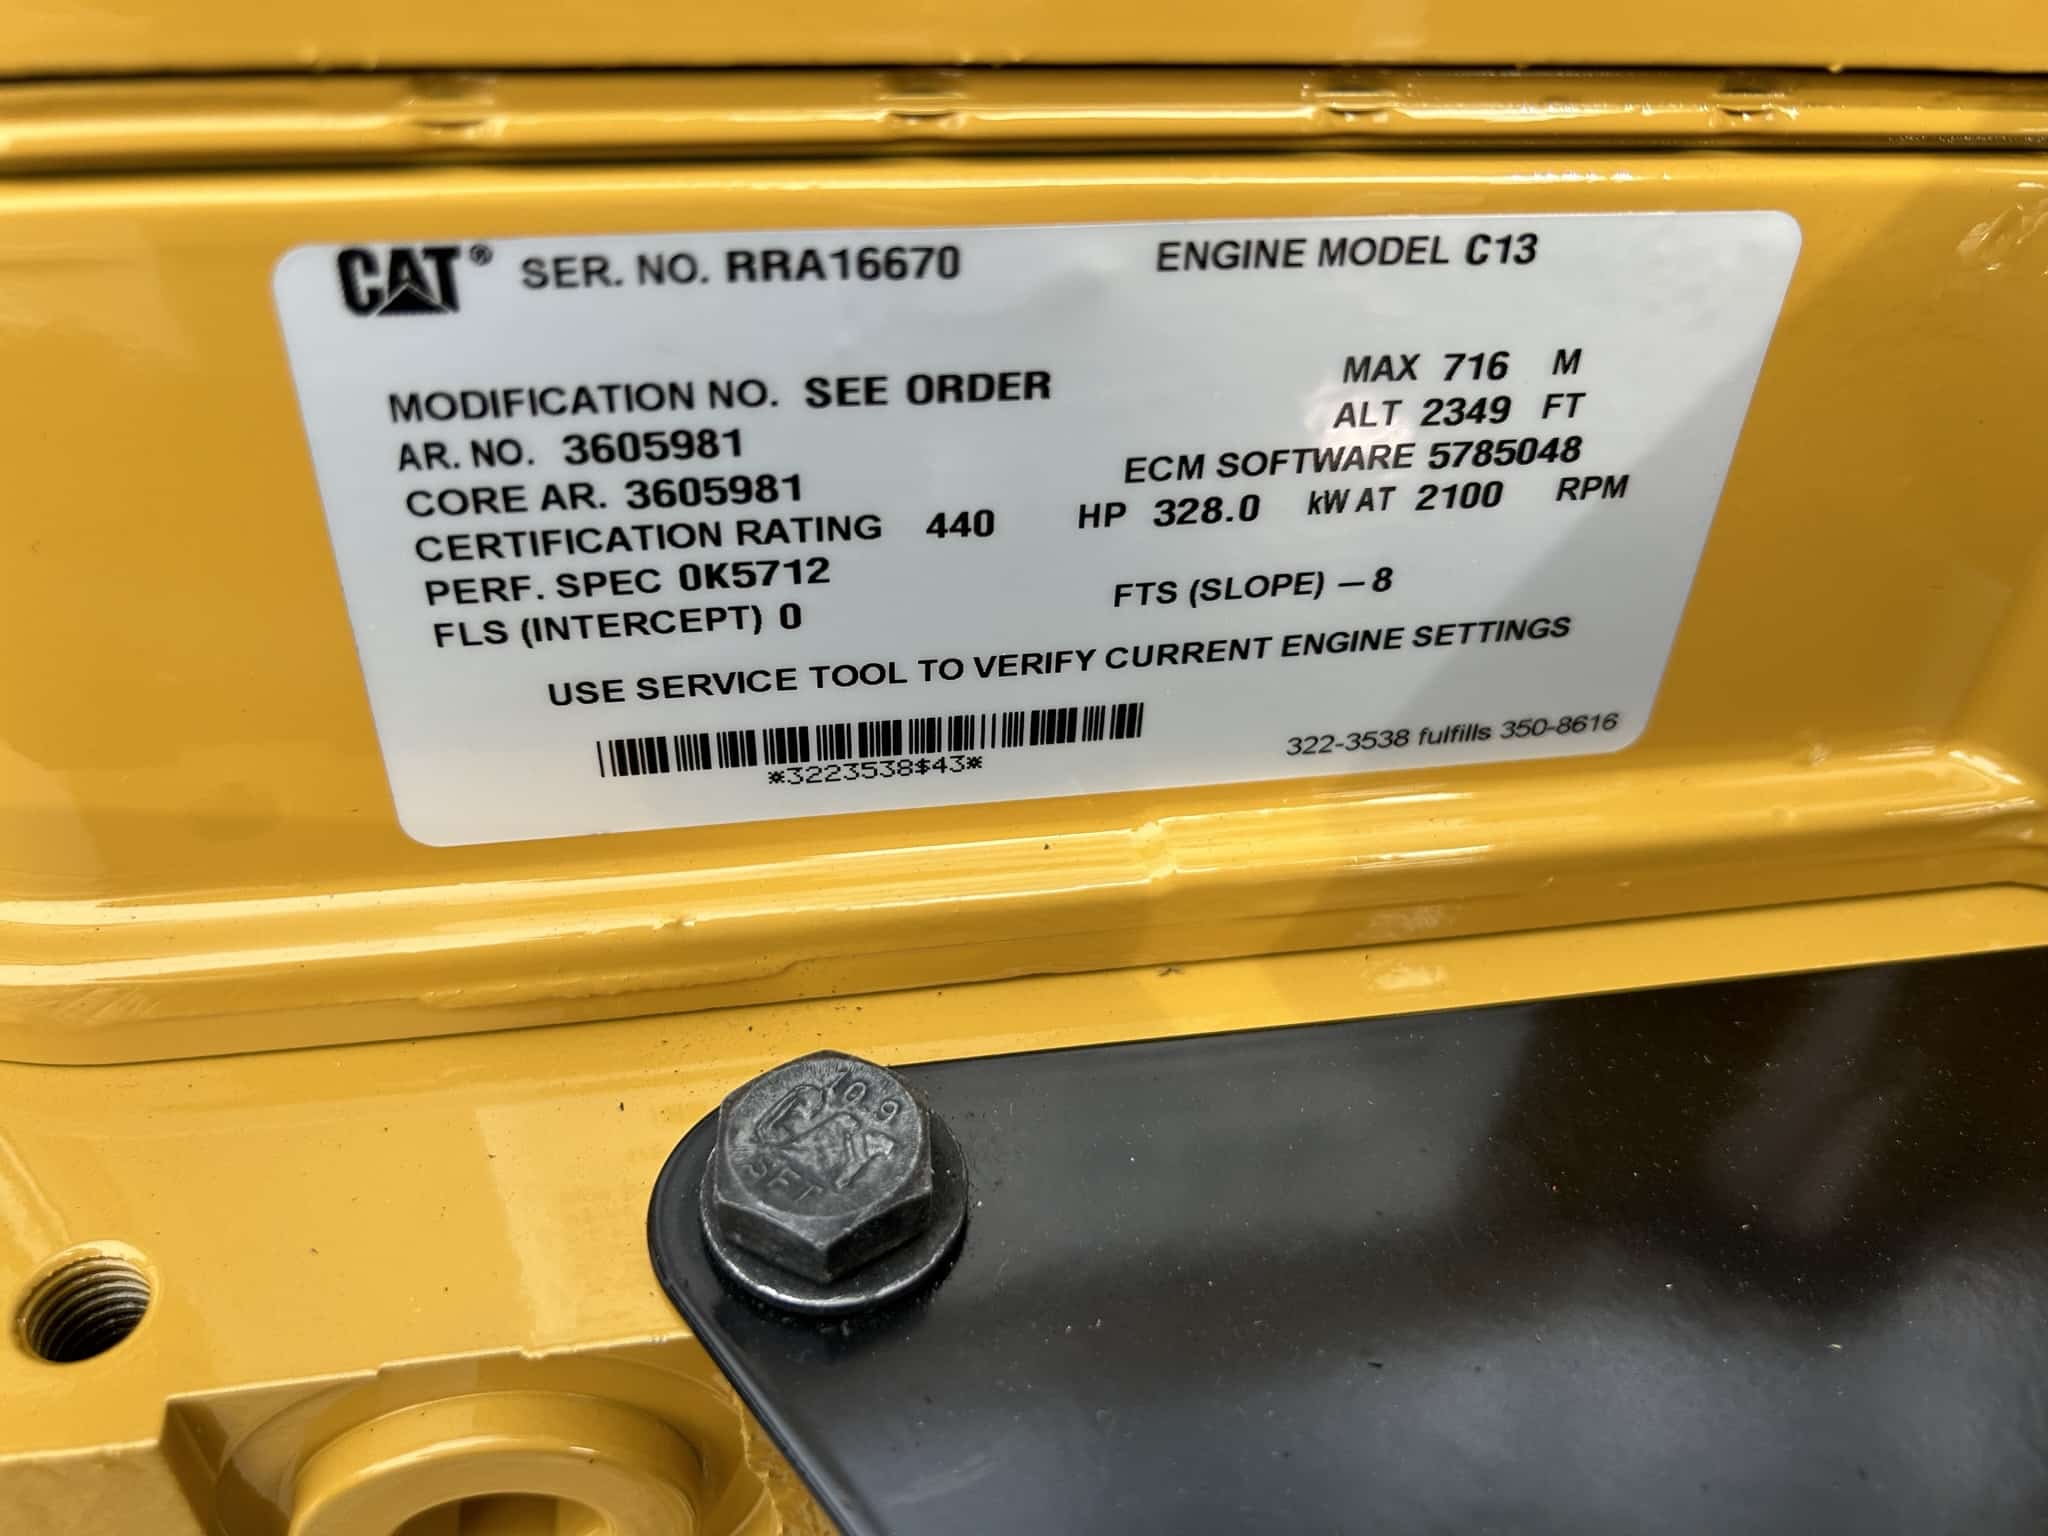 CAT® SER. NO. RRA16670 ENGINE MODEL C13
MODIFICATION NO. SEE ORDER MAX 716 M
AR. NO. 3605981 ALT 2349 FT
CORE AR. 3605981 ECM SOFTWARE 5785048
CERTIFICATION RATING 440 HP 328.0 kW AT 2100 RPM
PERF. SPEC 0K5712 FTS (SLOPE) —8
FLS (INTERCEPT) 0
USE SERVICE TOOL TO VERIFY CURRENT ENGINE SETTINGS
*3223538$43*
322-3538 fulfills 350-8616
10.9
SFT